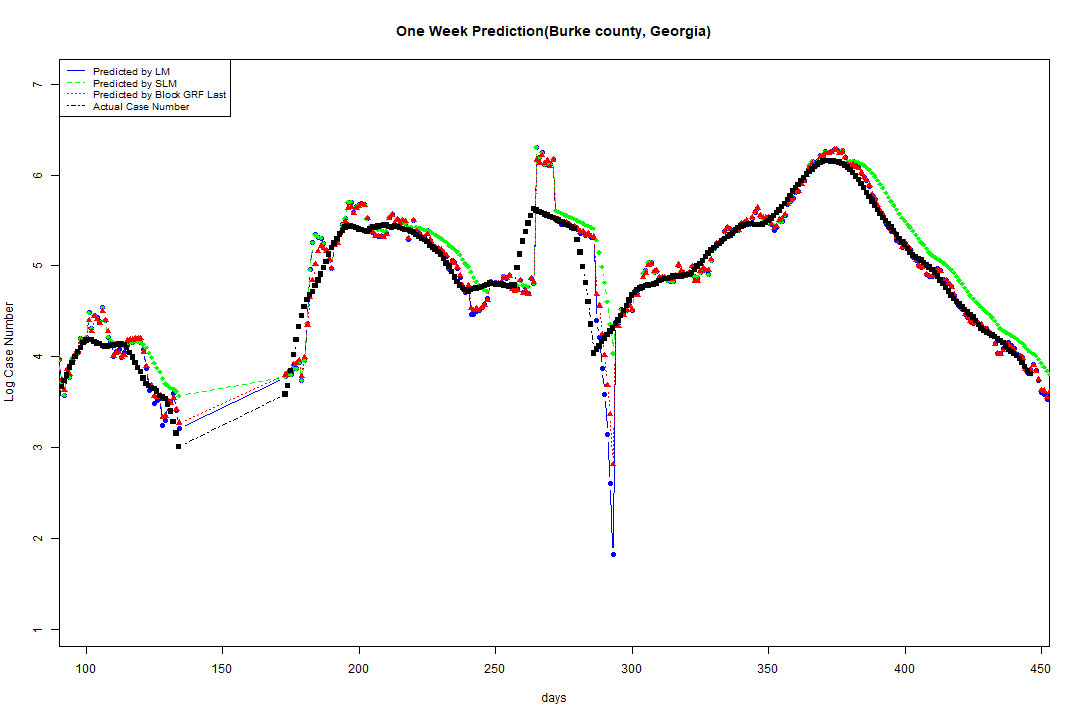 One Week Prediction(Burke county, Georgia)
Predicted by LM
Predicted by SLM
Predicted by Block GRF Last
Actual Case Number
7
6
5
4
3
2
1
Log Case Number
100 150 200 250 300 350 400 450
days